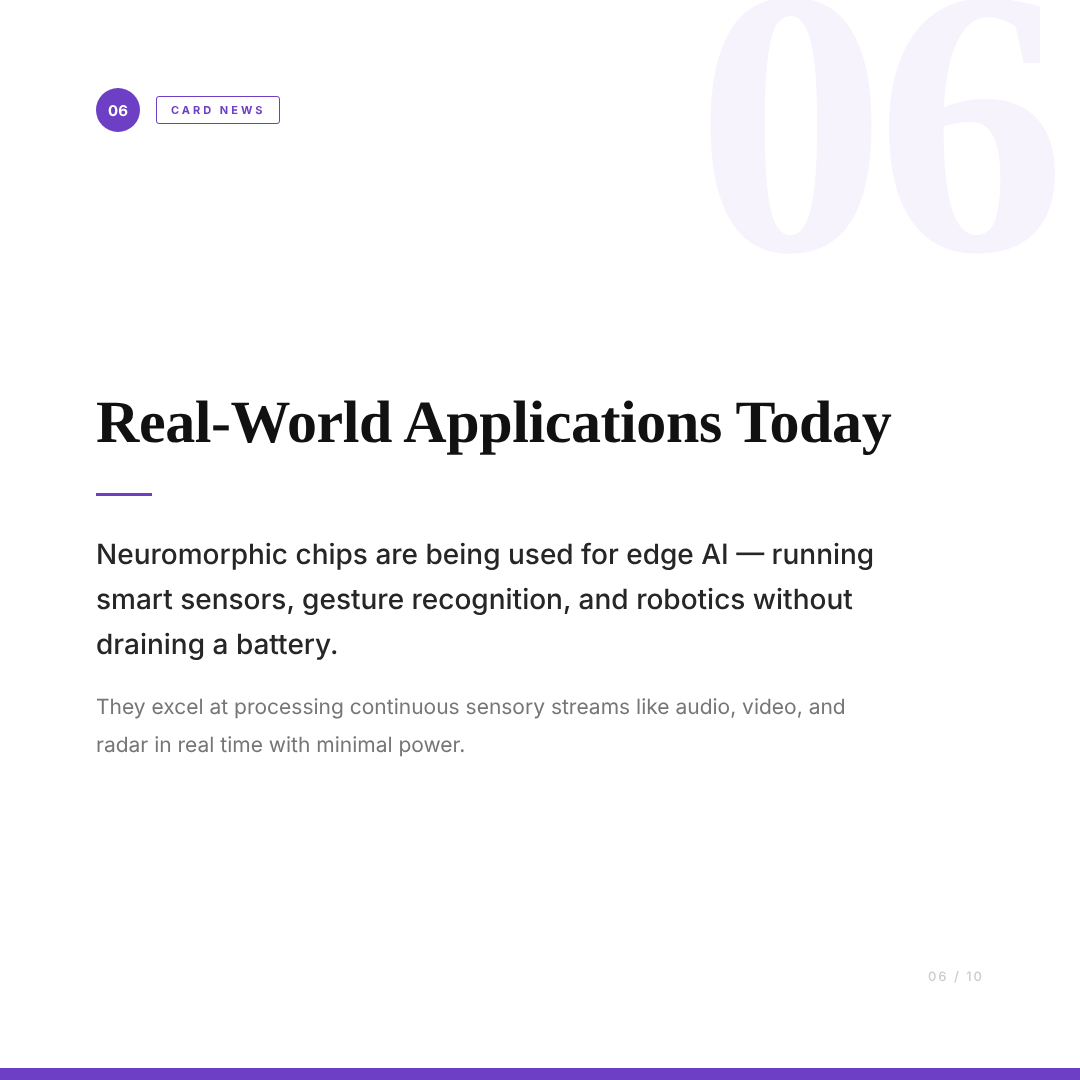 06
06
CARD NEWS
Real-World Applications Today
Neuromorphic chips are being used for edge AI — running
smart sensors, gesture recognition, and robotics without
draining a battery.
They excel at processing continuous sensory streams like audio, video, and
radar in real time with minimal power.
06 / 10